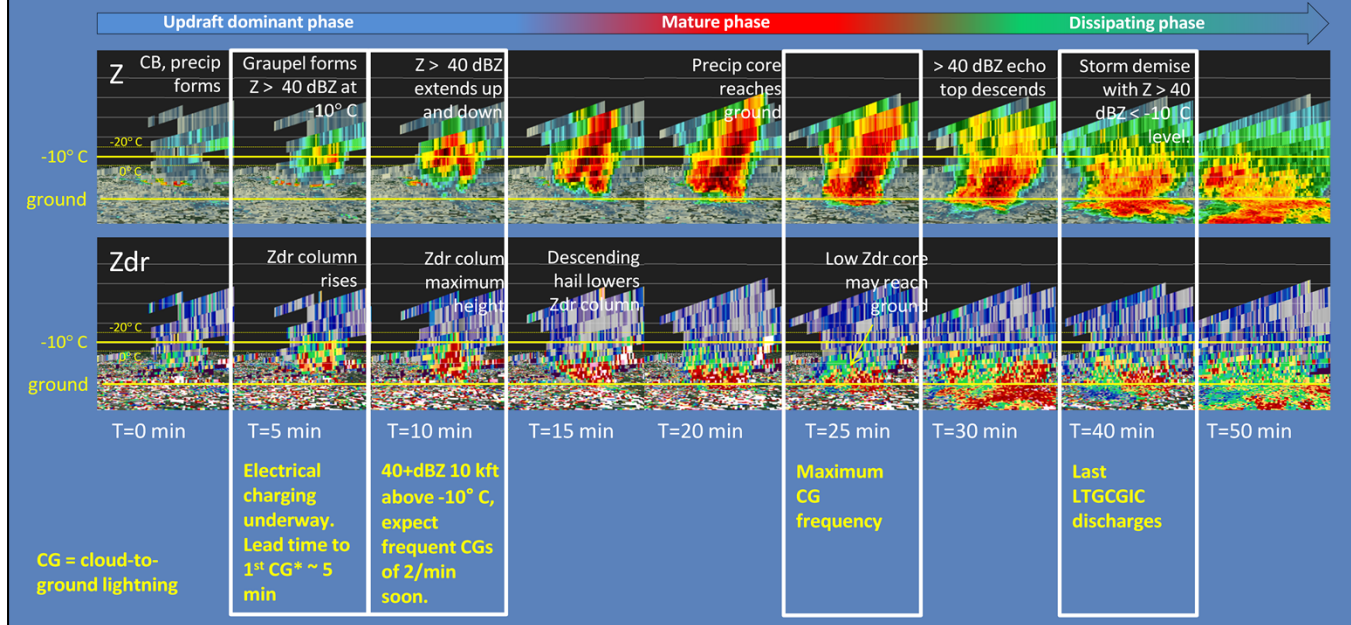 Updraft dominant phase
Mature phase
Dissipating phase
Z
CB, precip
forms
Graupel forms
Z > 40 dBZ at
-10° C
Z > 40 dBZ
extends up
and down
Precip core
reaches
ground
> 40 dBZ echo
top descends
Storm demise
with Z > 40
dBZ < -10° C
level.
-20° C
-10° C
0° C
ground
Zdr
Zdr column
rises
Zdr colum
maximum
height
Descending
hail lowers
Zdr column
Low Zdr core
may reach
ground
-20° C
-10° C
0° C
ground
T=0 min
T=5 min
T=10 min
T=15 min
T=20 min
T=25 min
T=30 min
T=40 min
T=50 min
Electrical
charging
underway.
Lead time to
1st CG* ~ 5
min
40+dBZ 10 kft
above -10° C,
expect
frequent CGs
of 2/min
soon.
Maximum
CG
frequency
Last
LTGCGIC
discharges
CG = cloud-to-
ground lightning